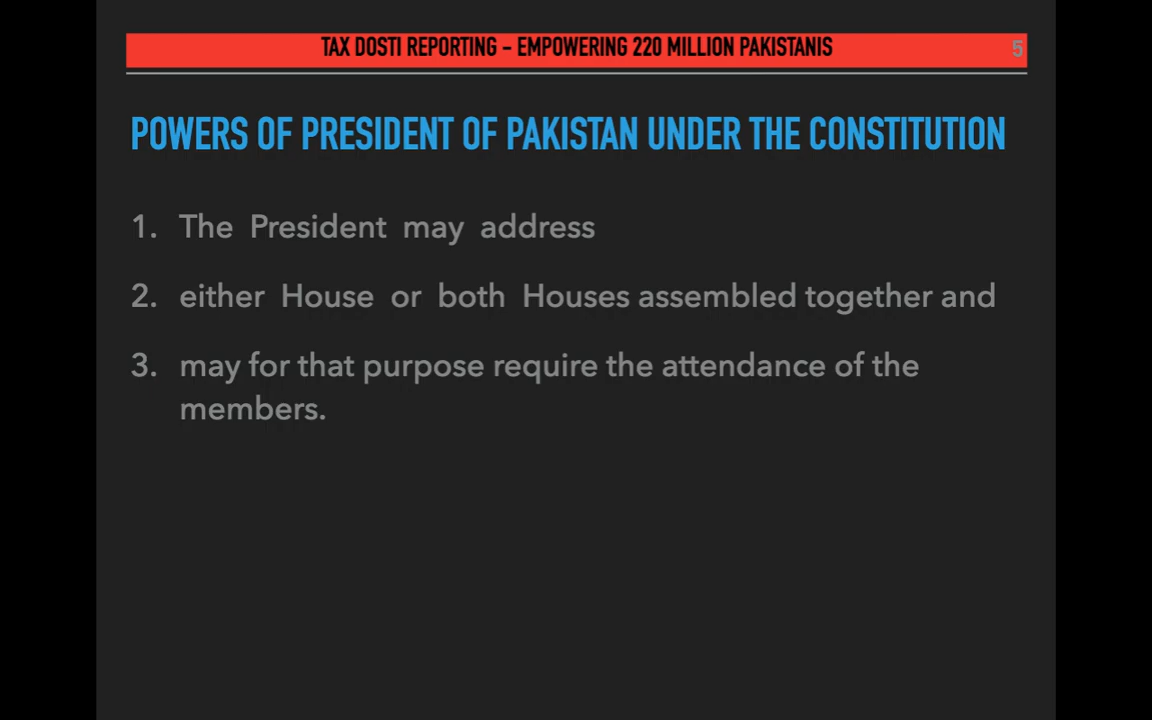 TAX DOSTI REPORTING - EMPOWERING 220 MILLION PAKISTANIS 5
POWERS OF PRESIDENT OF PAKISTAN UNDER THE CONSTITUTION
1. The President may address
2. either House or both Houses assembled together and
3. may for that purpose require the attendance of the
members.